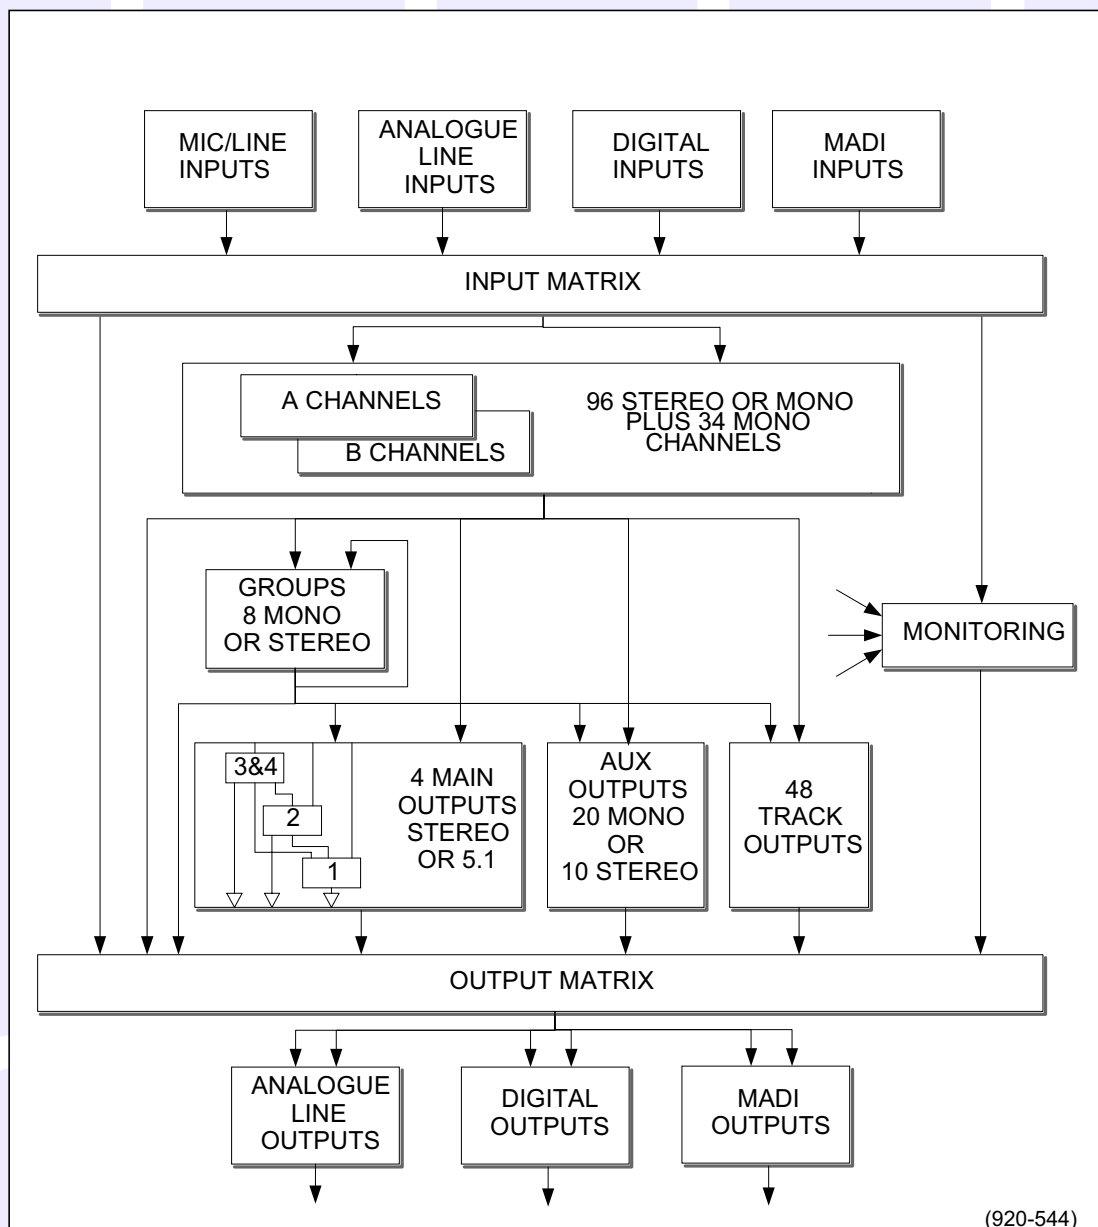 MIC/LINE
INPUTS
ANALOGUE
LINE
INPUTS
DIGITAL
INPUTS
MADI
INPUTS
INPUT MATRIX
A CHANNELS
B CHANNELS
96 STEREO OR MONO
PLUS 34 MONO
CHANNELS
GROUPS
8 MONO
OR STEREO
MONITORING
3&4
2
1
4 MAIN
OUTPUTS
STEREO
OR 5.1
AUX
OUTPUTS
20 MONO
OR
10 STEREO
48
TRACK
OUTPUTS
OUTPUT MATRIX
ANALOGUE
LINE
OUTPUTS
DIGITAL
OUTPUTS
MADI
OUTPUTS
(920-544)